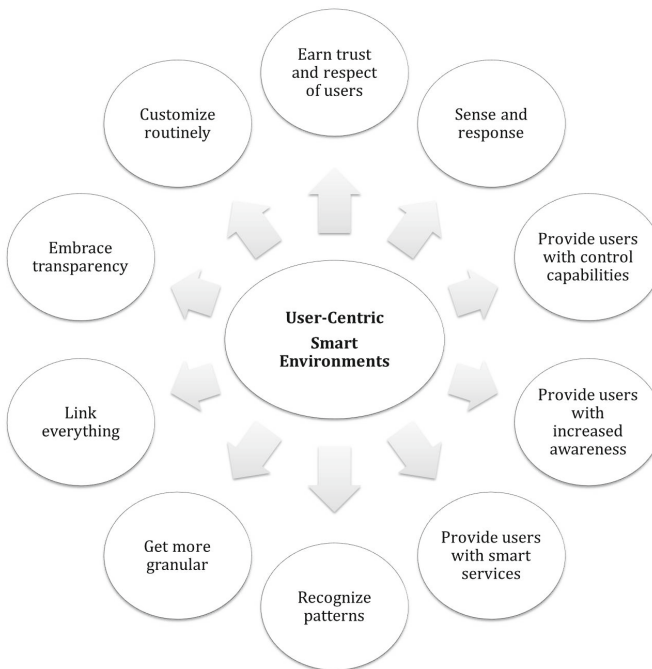 Earn trust
and respect
of users
Sense and
response
Provide users
with control
capabilities
Provide users
with
increased
awareness
Provide users
with smart
services
Recognize
patterns
Get more
granular
Link
everything
Embrace
transparency
Customize
routinely
User-Centric
Smart
Environments